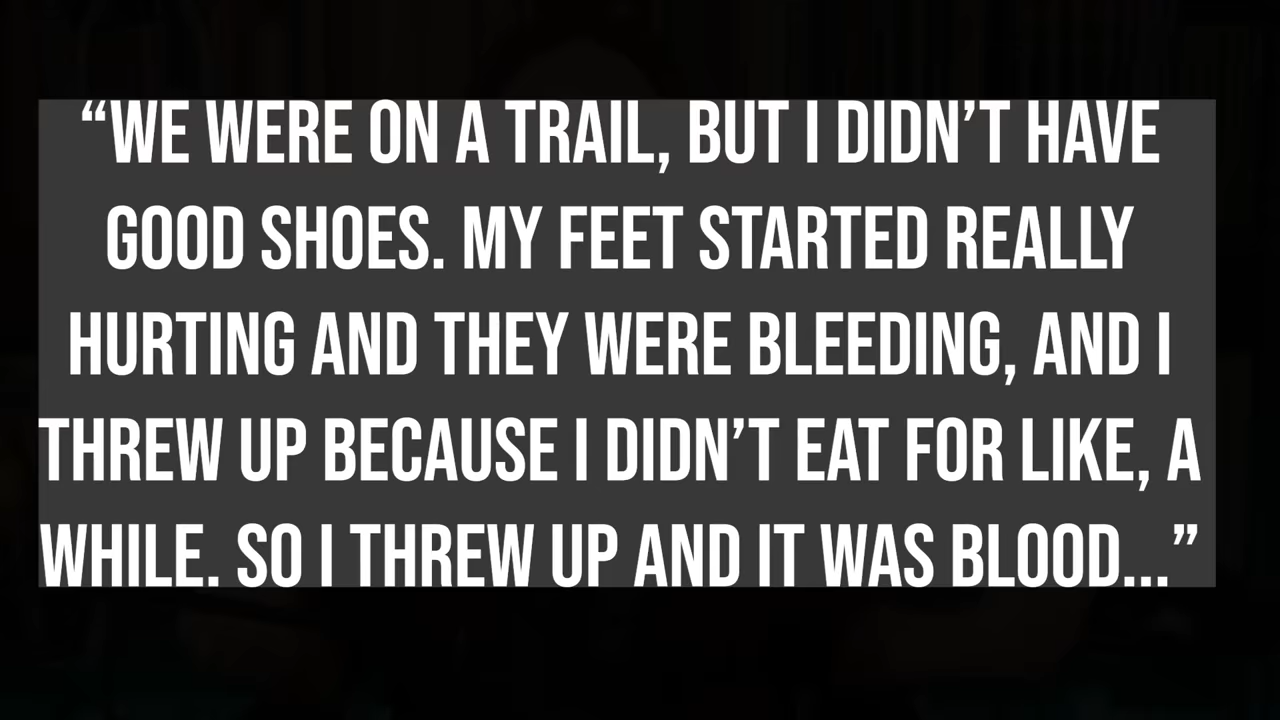 “WE WERE ON A TRAIL, BUT I DIDN’T HAVE
GOOD SHOES. MY FEET STARTED REALLY
HURTING AND THEY WERE BLEEDING, AND I
THREW UP BECAUSE I DIDN’T EAT FOR LIKE, A
WHILE. SO I THREW UP AND IT WAS BLOOD...”